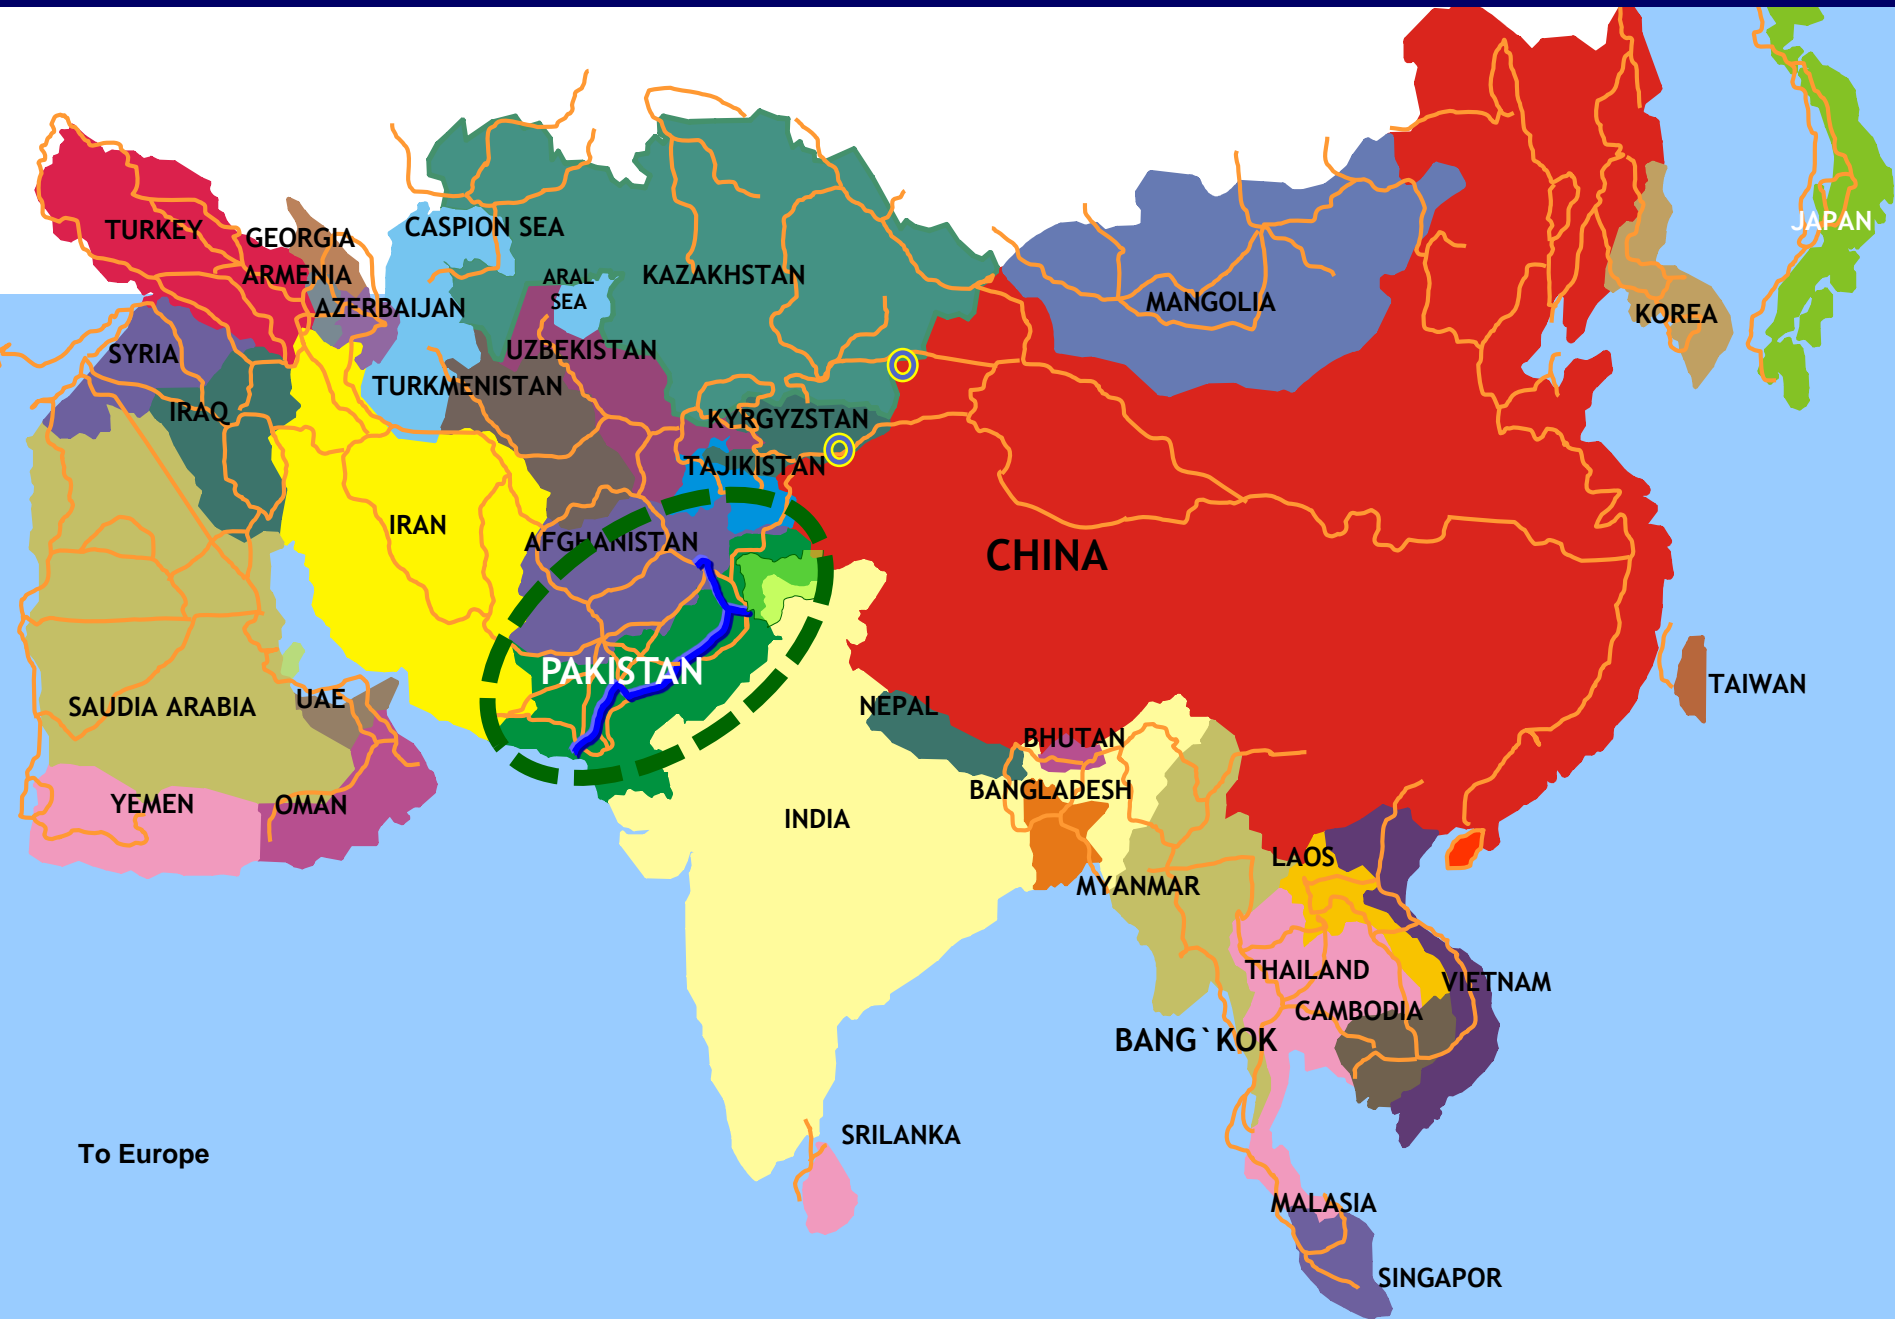 TURKEY
GEORGIA
CASPION SEA
JAPAN
ARMENIA
ARAL
SEA
KAZAKHSTAN
AZERBAIJAN
MANGOLIA
KOREA
SYRIA
UZBEKISTAN
TURKMENISTAN
IRAQ
KYRGYZSTAN
TAJIKISTAN
IRAN
AFGHANISTAN
CHINA
PAKISTAN
SAUDIA ARABIA
UAE
NEPAL
TAIWAN
BHUTAN
BANGLADESH
YEMEN
OMAN
INDIA
LAOS
MYANMAR
THAILAND
VIETNAM
CAMBODIA
BANG`KOK
SRILANKA
To Europe
MALASIA
SINGAPOR